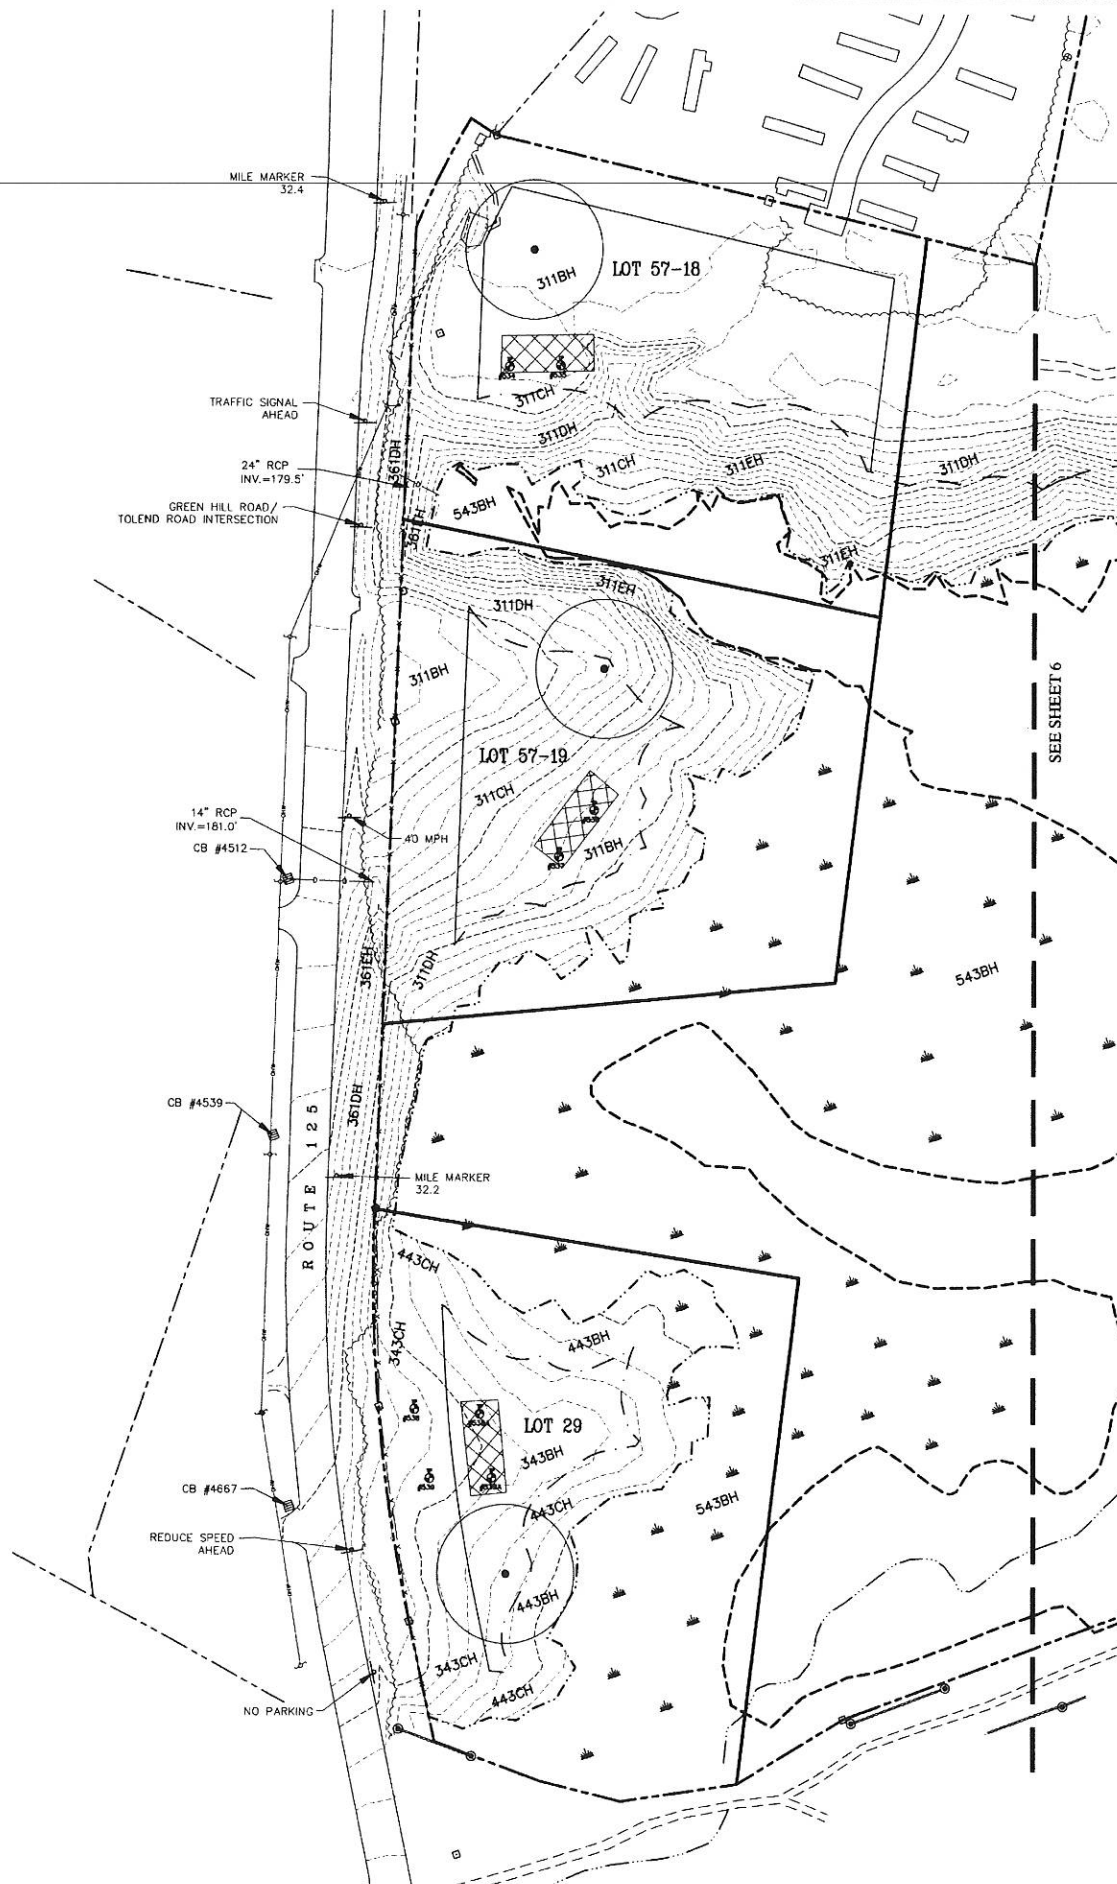 MILE MARKER
32.4
311BH
LOT 57-18
TRAFFIC SIGNAL
AHEAD
311CH
311DH
361DH
24" RCP
INV.=179.5'
311CH
311EH
311DH
GREEN HILL ROAD/
TOLEND ROAD INTERSECTION
543BH
311EH
311EH
311DH
311BH
SEE SHEET 6
LOT 57-19
311CH
14" RCP
INV.=181.0'
40 MPH
CB #4512
311BH
361EH
311DH
543BH
361DH
CB #4539
ROUTE 125
MILE MARKER
32.2
443CH
343CH
443BH
LOT 29
343BH
CB #4667
443CH
543BH
REDUCE SPEED
AHEAD
443BH
343CH
443CH
NO PARKING